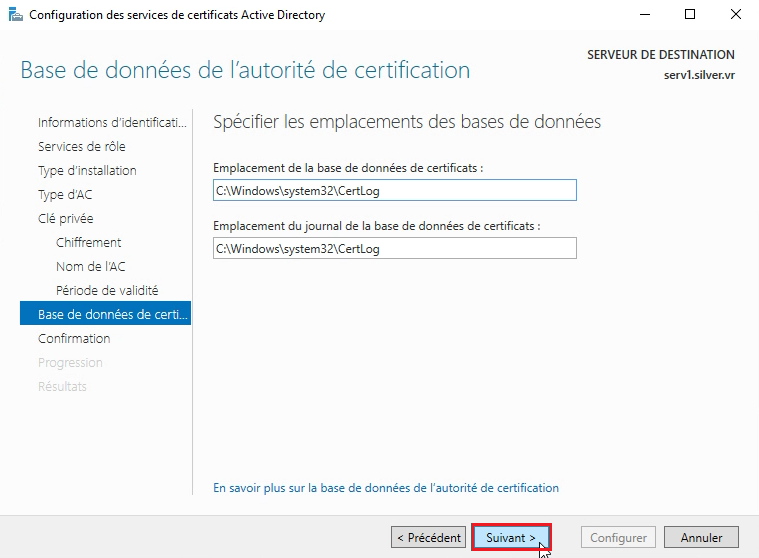 Configuration des services de certificats Active Directory
Base de données de l’autorité de certification
SERVEUR DE DESTINATION
serv1.silver.vr
Informations d’identificati...
Services de rôle
Type d’installation
Type d’AC
Clé privée
Chiffrement
Nom de l’AC
Période de validité
Base de données de certi...
Confirmation
Progression
Résultats
Spécifier les emplacements des bases de données
Emplacement de la base de données de certificats :
C:\Windows\system32\CertLog
Emplacement du journal de la base de données de certificats :
C:\Windows\system32\CertLog
En savoir plus sur la base de données de l’autorité de certification
< Précédent
Suivant >
Configurer
Annuler